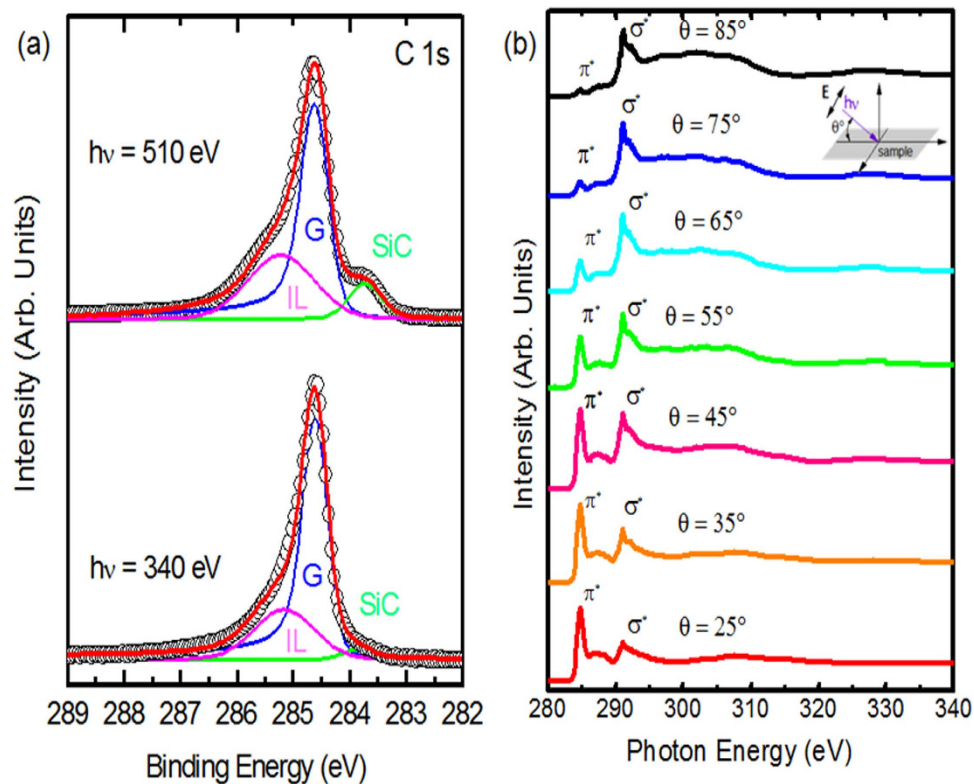 (a)
C 1s
hν = 510 eV
G
SiC
IL
hν = 340 eV
G
SiC
IL
Intensity (Arb. Units)
289 288 287 286 285 284 283 282
Binding Energy (eV)
(b)
σ* θ = 85°
π*
E
hν
θ°
sample
σ* θ = 75°
π*
σ* θ = 65°
π*
π* σ* θ = 55°
π* σ* θ = 45°
π* σ* θ = 35°
π* σ* θ = 25°
Intensity (Arb. Units)
280 290 300 310 320 330 340
Photon Energy (eV)